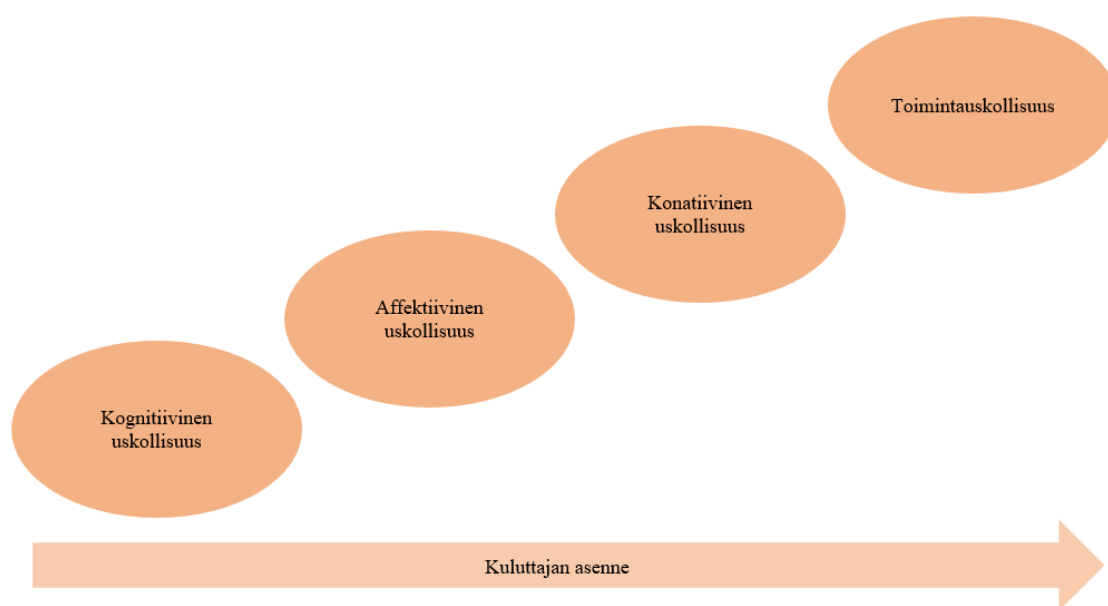 Toimintauskollisuus
Konatiivinen
uskollisuus
Affektiivinen
uskollisuus
Kognitiivinen
uskollisuus
Kuluttajan asenne